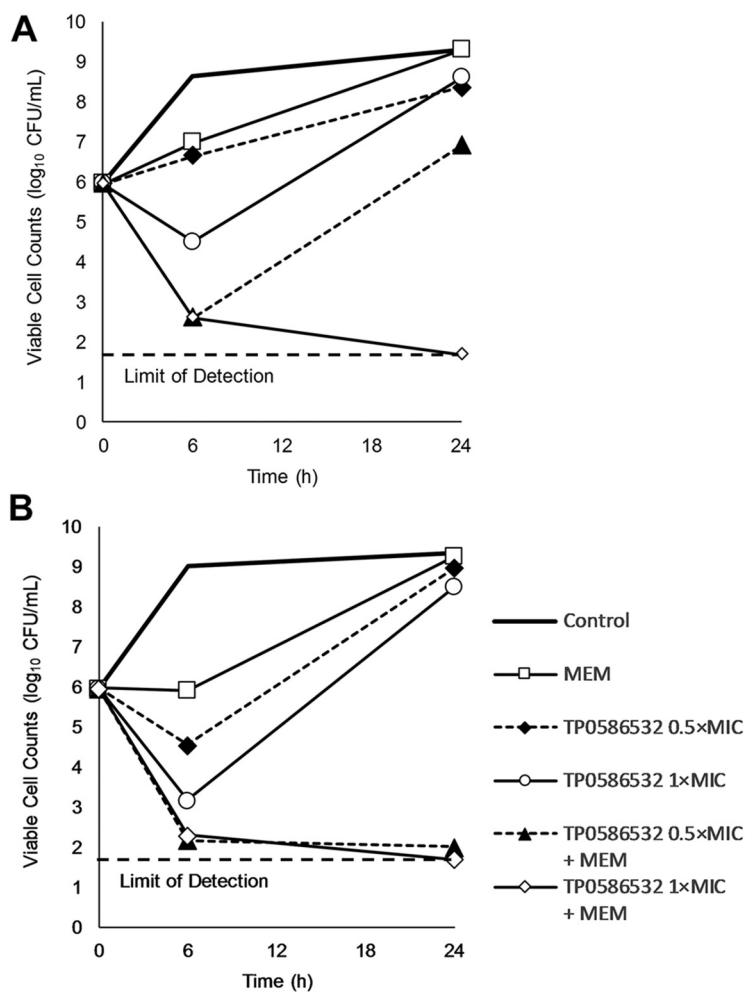 A
Viable Cell Counts (log10 CFU/mL)
10
9
8
7
6
5
4
3
2
1
0
Limit of Detection
0 6 12 18 24
Time (h)
B
Viable Cell Counts (log10 CFU/mL)
10
9
8
7
6
5
4
3
2
1
0
Limit of Detection
0 6 12 18 24
Time (h)
Control
MEM
TP0586532 0.5×MIC
TP0586532 1×MIC
TP0586532 0.5×MIC
+ MEM
TP0586532 1×MIC
+ MEM